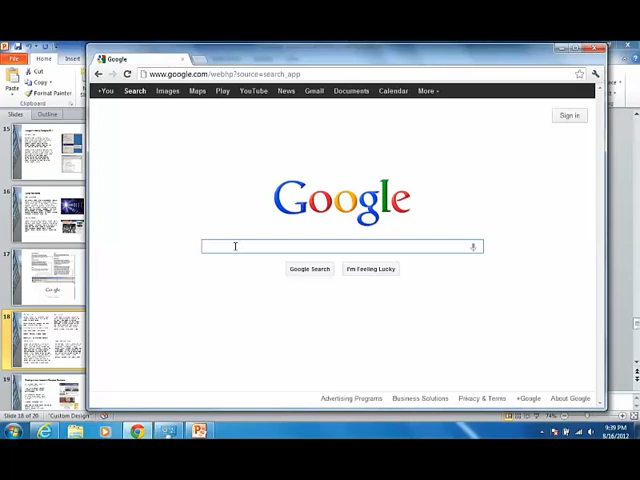 File Home Insert
Cut
Copy
Format Painter
Paste
Clipboard
Slides Outline
15
16
17
18
19
Slide 18 of 20 "Custom Design"
Google
www.google.com/webhp?source=search_app
+You Search Images Maps Play YouTube News Gmail Documents Calendar More
Sign in
Google
Google Search I'm Feeling Lucky
Advertising Programs Business Solutions Privacy & Terms +Google About Google
74%
9:39 PM
8/16/2012